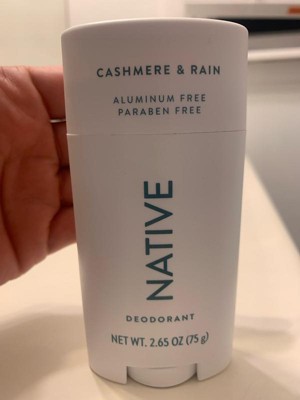 CASHMERE & RAIN
ALUMINUM FREE
PARABEN FREE
NATIVE
DEODORANT
NET WT. 2.65 OZ (75 g)